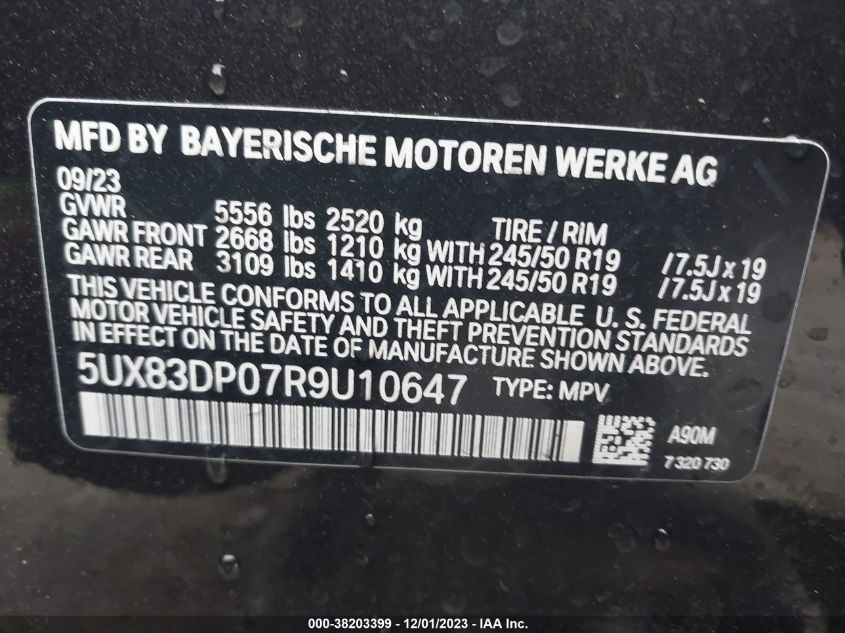 MFD BY BAYERISCHE MOTOREN WERKE AG
09/23
GVWR 5556 lbs 2520 kg TIRE / RIM
GAWR FRONT 2668 lbs 1210 kg WITH 245/50 R19 /7.5J x 19
GAWR REAR 3109 lbs 1410 kg WITH 245/50 R19 /7.5J x 19
THIS VEHICLE CONFORMS TO ALL APPLICABLE U. S. FEDERAL
MOTOR VEHICLE SAFETY AND THEFT PREVENTION STANDARDS
IN EFFECT ON THE DATE OF MANUFACTURE SHOWN ABOVE.
5UX83DP07R9U10647 TYPE: MPV
A90M
7 320 730
000-38203399 - 12/01/2023 - IAA Inc.